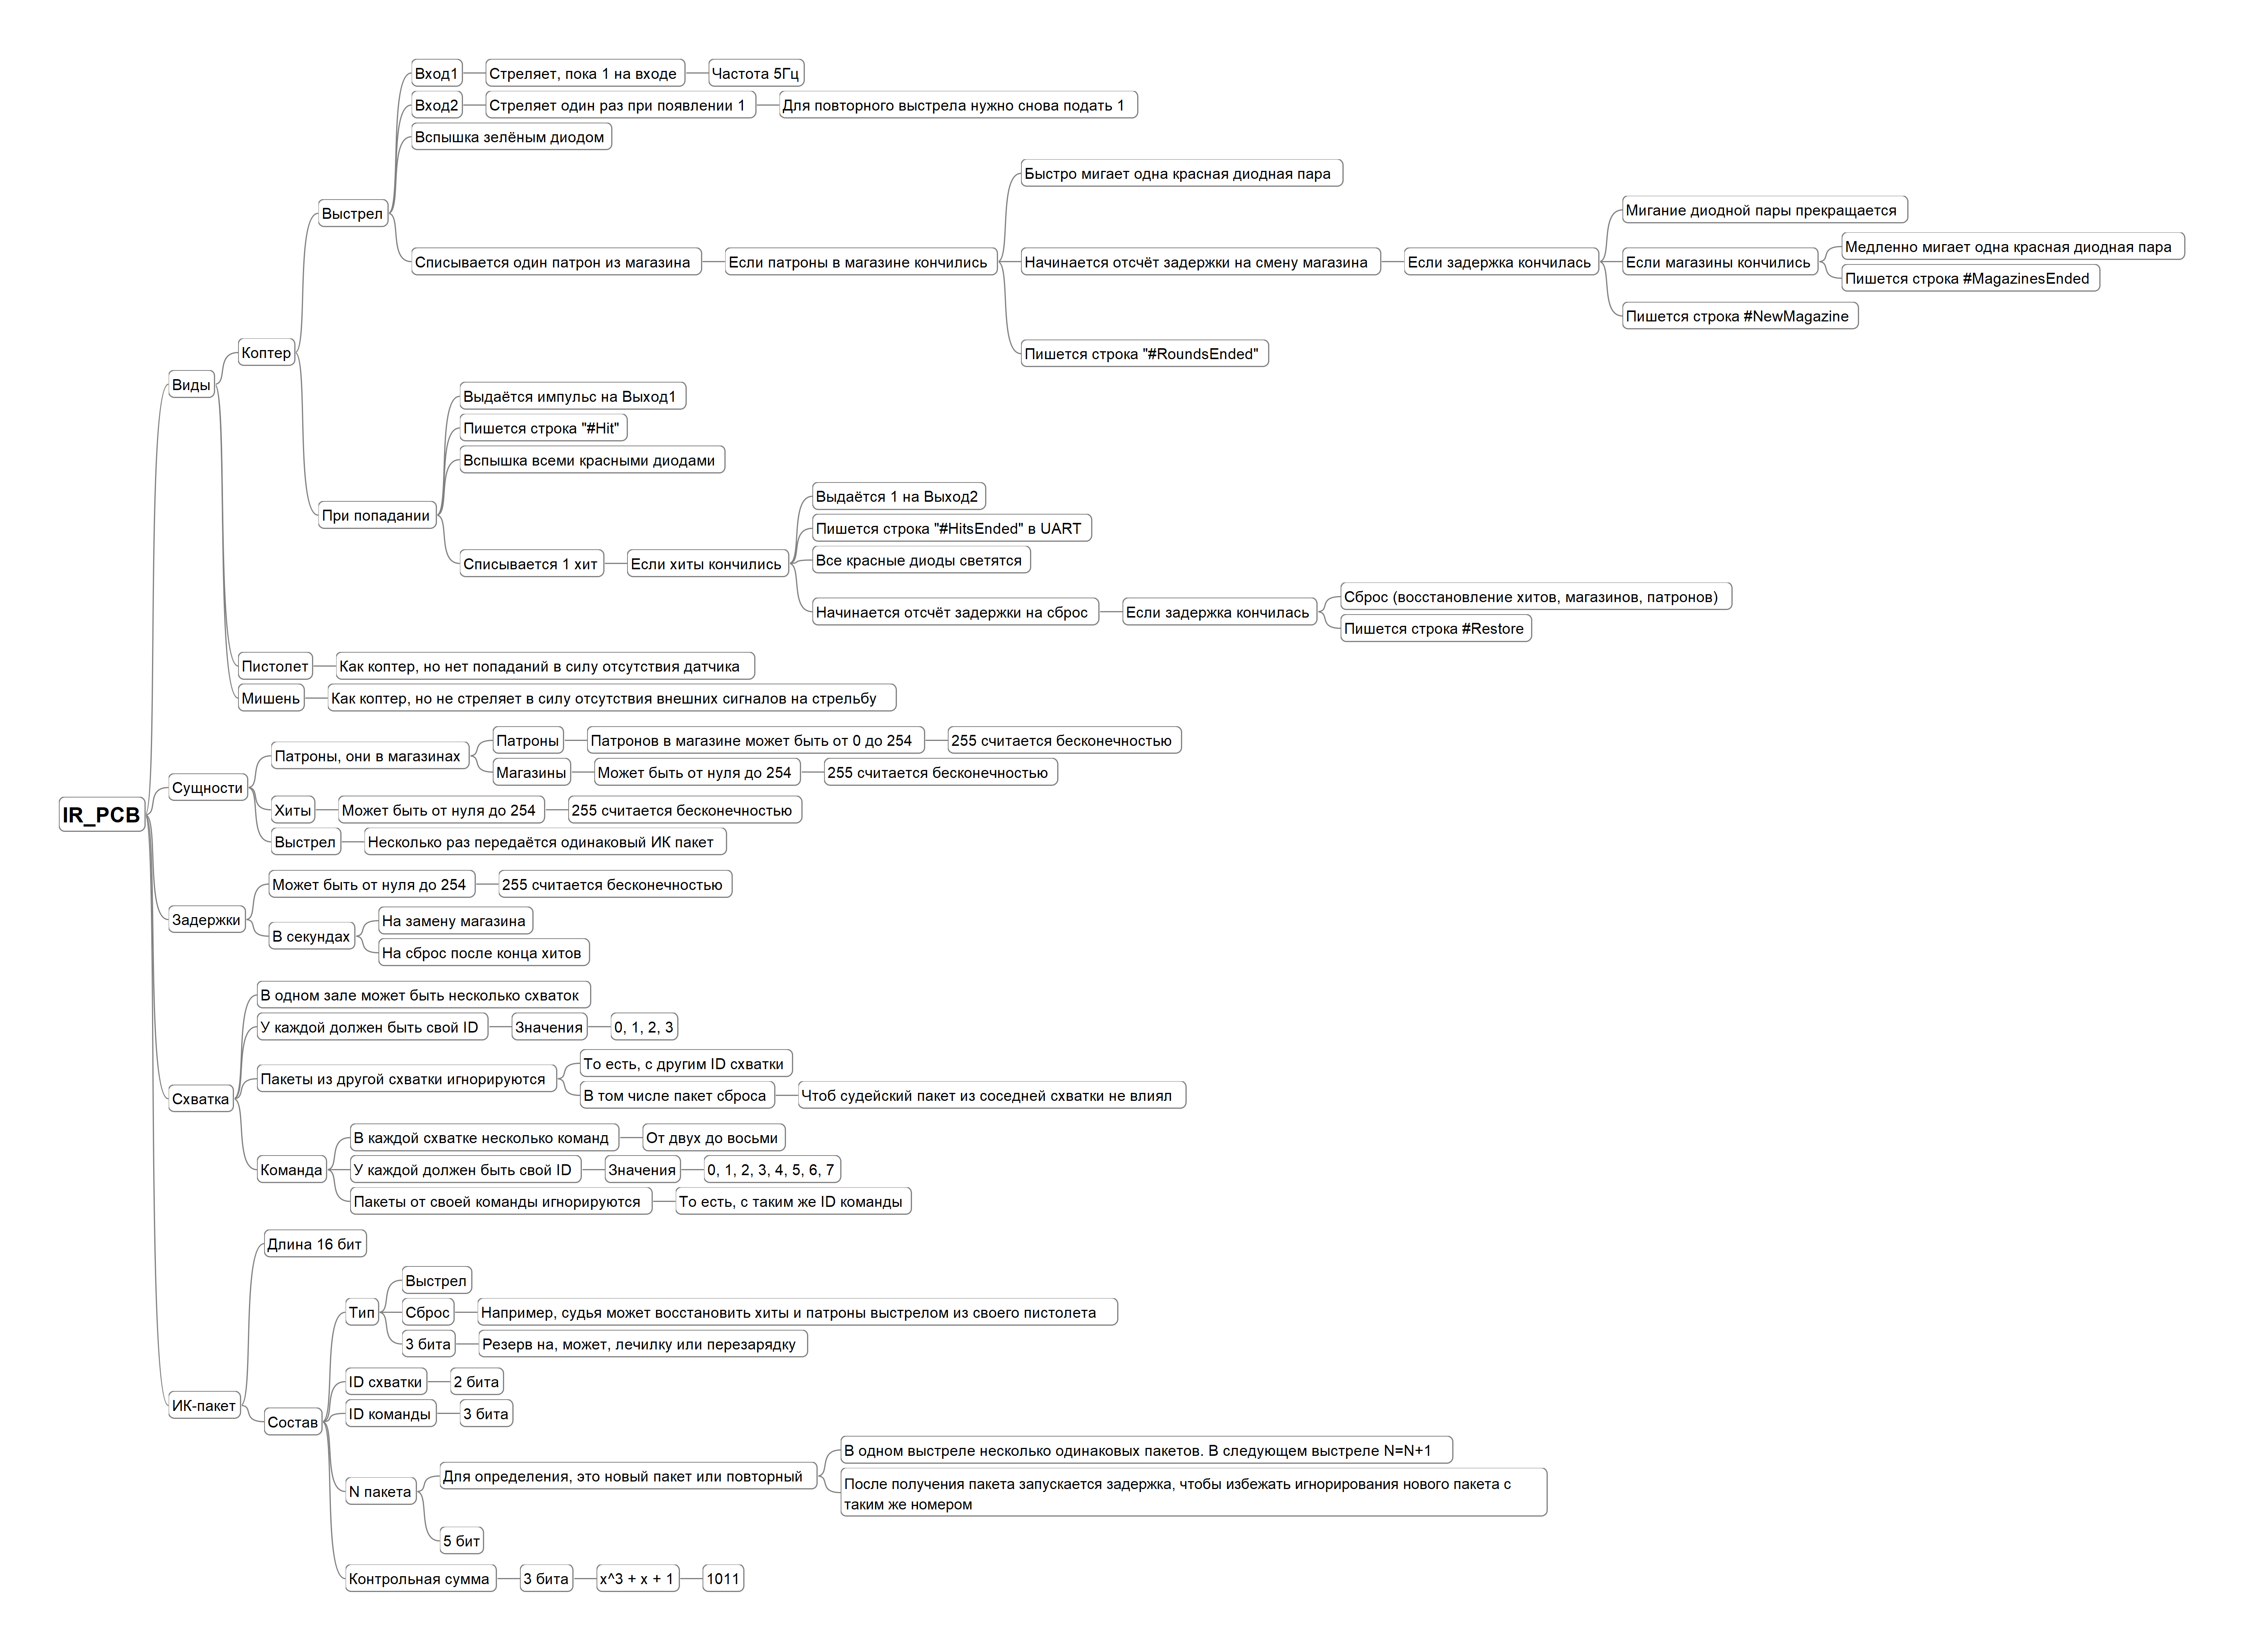 IR_PCB
Виды
Коптер
Выстрел
Вход1
Стреляет, пока 1 на входе
Частота 5Гц
Вход2
Стреляет один раз при появлении 1
Для повторного выстрела нужно снова подать 1
Вспышка зелёным диодом
Списывается один патрон из магазина
Если патроны в магазине кончились
Быстро мигает одна красная диодная пара
Начинается отсчёт задержки на смену магазина
Если задержка кончилась
Мигание диодной пары прекращается
Если магазины кончились
Медленно мигает одна красная диодная пара
Пишется строка #MagazinesEnded
Пишется строка #NewMagazine
Пишется строка "#RoundsEnded"
При попадании
Выдаётся импульс на Выход1
Пишется строка "#Hit"
Вспышка всеми красными диодами
Списывается 1 хит
Если хиты кончились
Выдаётся 1 на Выход2
Пишется строка "#HitsEnded" в UART
Все красные диоды светятся
Начинается отсчёт задержки на сброс
Если задержка кончилась
Сброс (восстановление хитов, магазинов, патронов)
Пишется строка #Restore
Пистолет
Как коптер, но нет попаданий в силу отсутствия датчика
Мишень
Как коптер, но не стреляет в силу отсутствия внешних сигналов на стрельбу
Сущности
Патроны, они в магазинах
Патроны
Патронов в магазине может быть от 0 до 254
255 считается бесконечностью
Магазины
Может быть от нуля до 254
255 считается бесконечностью
Хиты
Может быть от нуля до 254
255 считается бесконечностью
Выстрел
Несколько раз передаётся одинаковый ИК пакет
Задержки
Может быть от нуля до 254
255 считается бесконечностью
В секундах
На замену магазина
На сброс после конца хитов
Схватка
В одном зале может быть несколько схваток
У каждой должен быть свой ID
Значения
0, 1, 2, 3
Пакеты из другой схватки игнорируются
То есть, с другим ID схватки
В том числе пакет сброса
Чтоб судейский пакет из соседней схватки не влиял
Команда
В каждой схватке несколько команд
От двух до восьми
У каждой должен быть свой ID
Значения
0, 1, 2, 3, 4, 5, 6, 7
Пакеты от своей команды игнорируются
То есть, с таким же ID команды
ИК-пакет
Длина 16 бит
Состав
Тип
Выстрел
Сброс
Например, судья может восстановить хиты и патроны выстрелом из своего пистолета
3 бита
Резерв на, может, лечилку или перезарядку
ID схватки
2 бита
ID команды
3 бита
N пакета
Для определения, это новый пакет или повторный
В одном выстреле несколько одинаковых пакетов. В следующем выстреле N=N+1
После получения пакета запускается задержка, чтобы избежать игнорирования нового пакета с
таким же номером
5 бит
Контрольная сумма
3 бита
x^3 + x + 1
1011